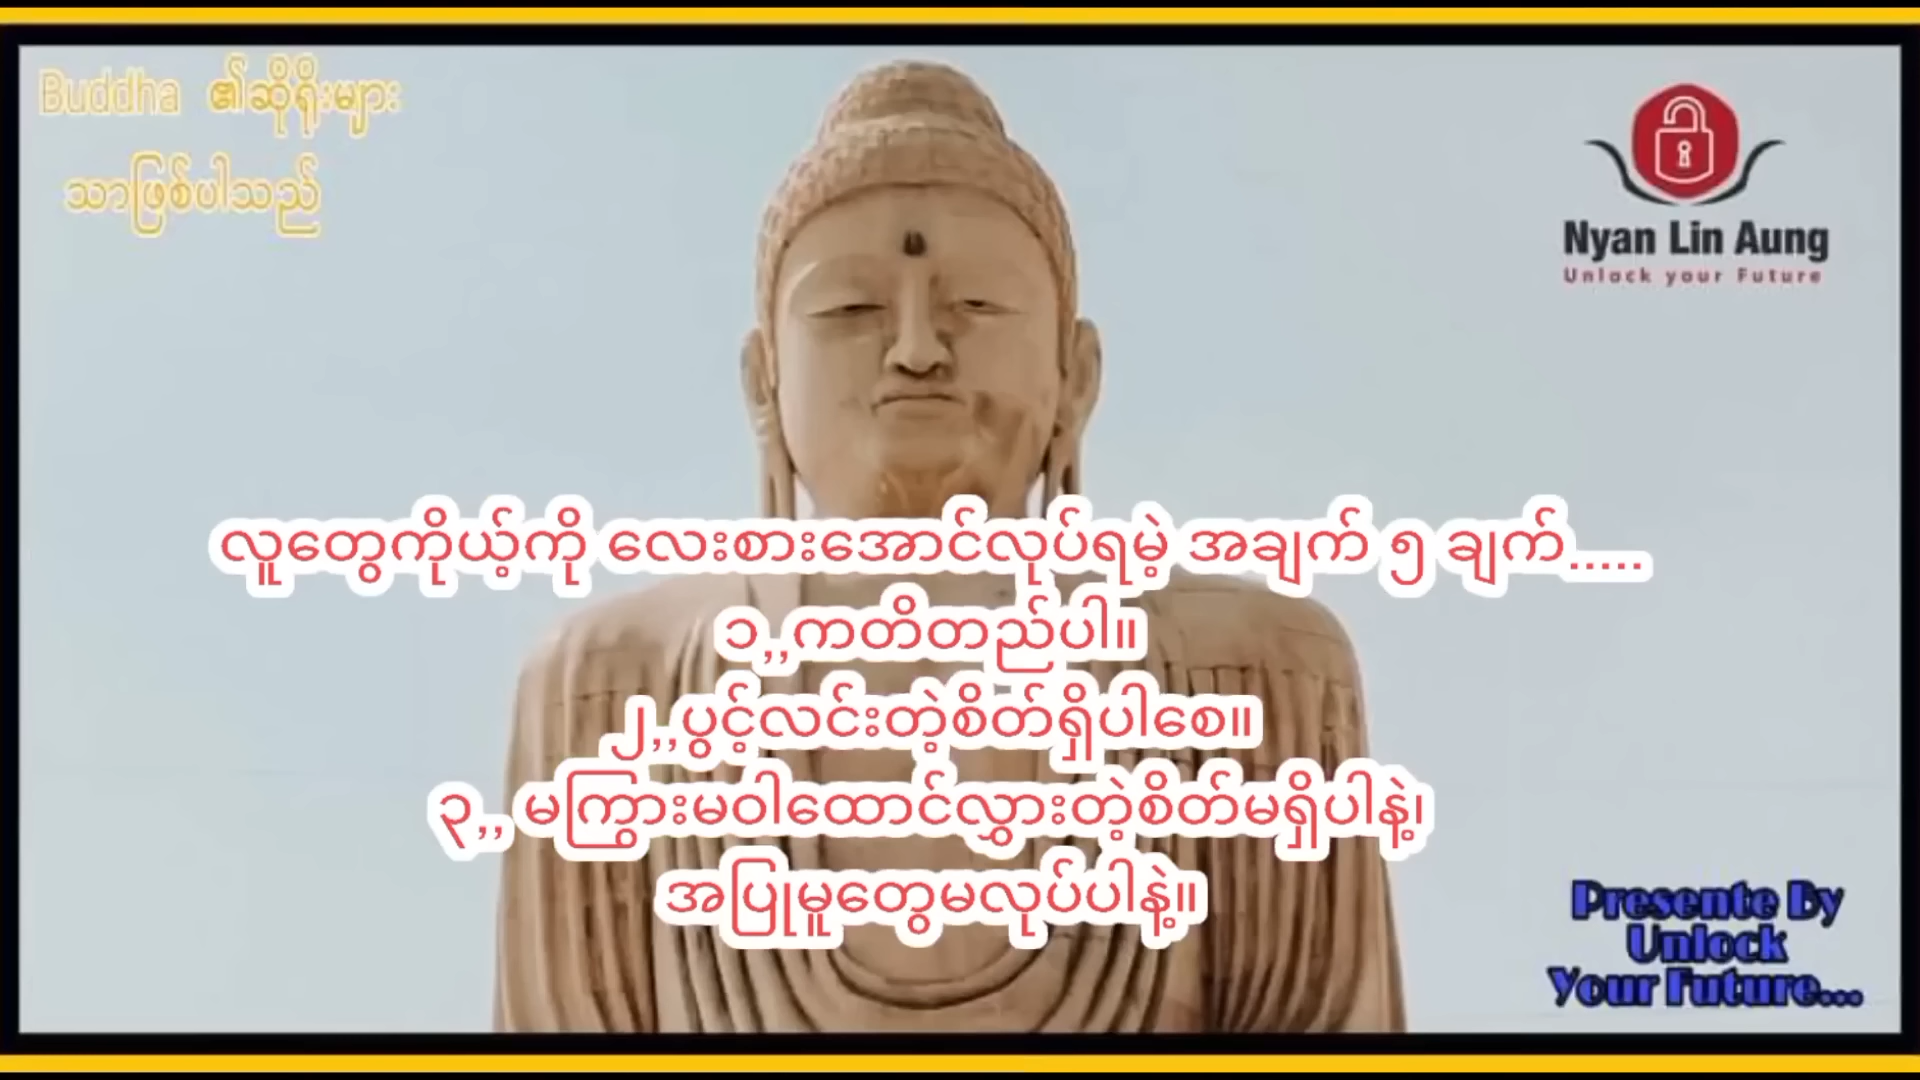 Buddha ၏ဆိုရိုးများ
သာဖြစ်ပါသည်
Nyan Lin Aung
Unlock your Future
လူတွေကိုယ့်ကို လေးစားအောင်လုပ်ရမဲ့ အချက် ၅ ချက်.....
၁,,ကတိတည်ပါ။
၂,,ပွင့်လင်းတဲ့စိတ်ရှိပါစေ။
၃,, မကြွားမဝါထောင်လွှားတဲ့စိတ်မရှိပါနဲ့၊
အပြုမူတွေမလုပ်ပါနဲ့။
Presente By
Unlock
Your Future...